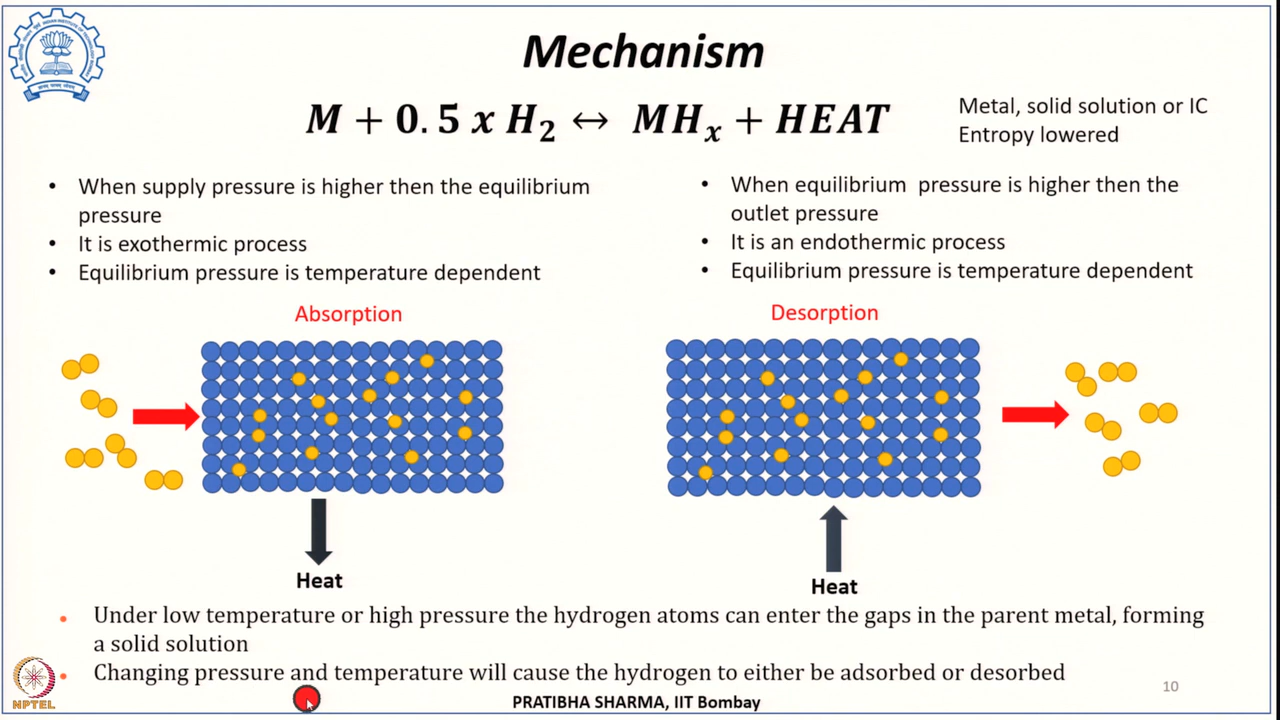 Mechanism
M + 0.5 x H₂ ↔ MHₓ + HEAT
Metal, solid solution or IC
Entropy lowered
• When supply pressure is higher then the equilibrium
pressure
• It is exothermic process
• Equilibrium pressure is temperature dependent
• When equilibrium pressure is higher then the
outlet pressure
• It is an endothermic process
• Equilibrium pressure is temperature dependent
Absorption
Desorption
Heat
Heat
• Under low temperature or high pressure the hydrogen atoms can enter the gaps in the parent metal, forming
a solid solution
• Changing pressure and temperature will cause the hydrogen to either be adsorbed or desorbed
NPTEL
PRATIBHA SHARMA, IIT Bombay
10